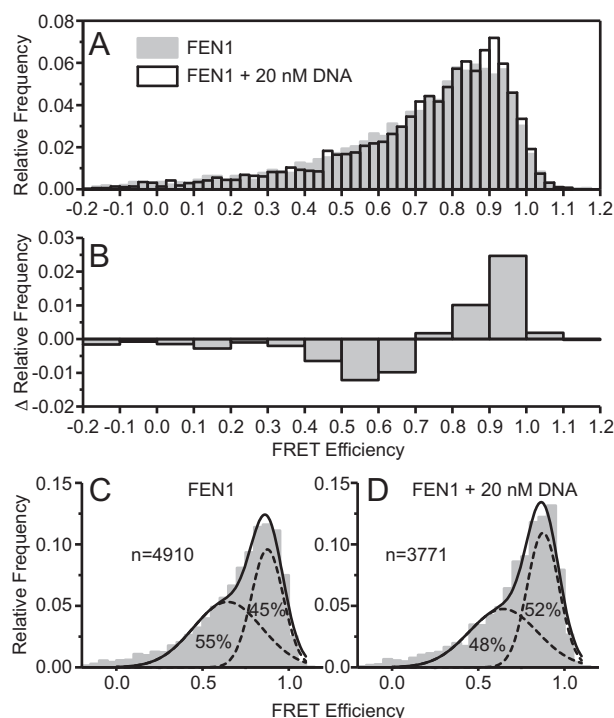 A
FEN1
FEN1 + 20 nM DNA
Relative Frequency
0.08
0.06
0.04
0.02
0.00
-0.2 -0.1 0.0 0.1 0.2 0.3 0.4 0.5 0.6 0.7 0.8 0.9 1.0 1.1 1.2
B
Δ Relative Frequency
0.03
0.02
0.01
0.00
-0.01
-0.02
-0.2 -0.1 0.0 0.1 0.2 0.3 0.4 0.5 0.6 0.7 0.8 0.9 1.0 1.1 1.2
FRET Efficiency
C FEN1
Relative Frequency
0.15
0.10
0.05
0.00
n=4910
45%
55%
0.0 0.5 1.0
D FEN1 + 20 nM DNA
0.15
0.10
0.05
0.00
n=3771
52%
48%
0.0 0.5 1.0
FRET Efficiency